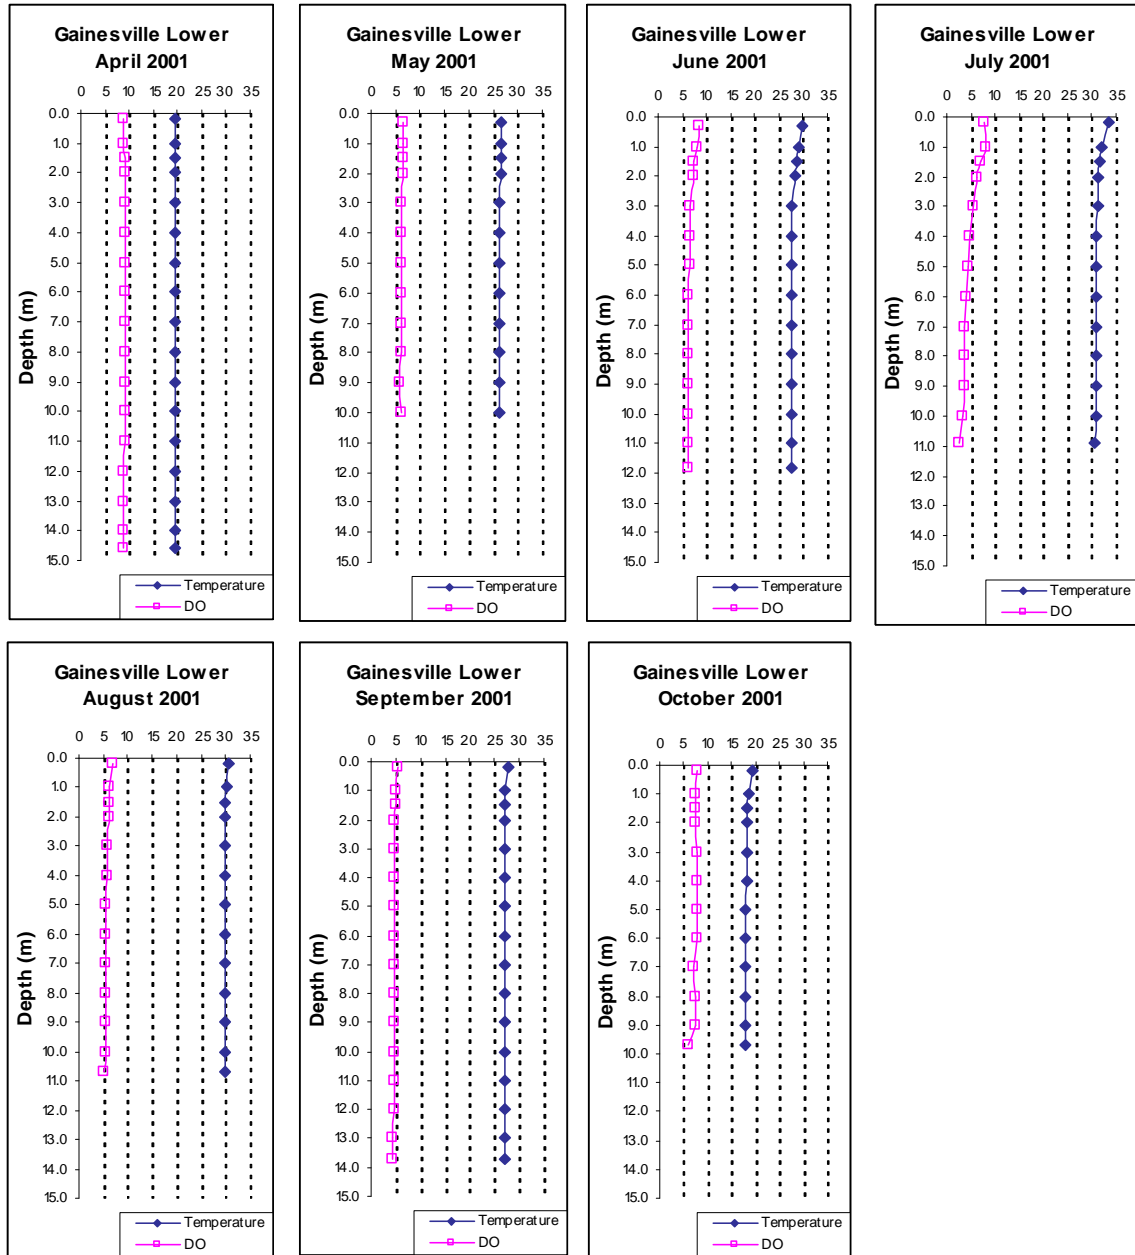 Gainesville Lower
April 2001
0 5 10 15 20 25 30 35
0.0
1.0
2.0
3.0
4.0
5.0
6.0
7.0
8.0
9.0
10.0
11.0
12.0
13.0
14.0
15.0
Depth (m)
Temperature
DO
Gainesville Lower
May 2001
0 5 10 15 20 25 30 35
0.0
1.0
2.0
3.0
4.0
5.0
6.0
7.0
8.0
9.0
10.0
11.0
12.0
13.0
14.0
15.0
Depth (m)
Temperature
DO
Gainesville Lower
June 2001
0 5 10 15 20 25 30 35
0.0
1.0
2.0
3.0
4.0
5.0
6.0
7.0
8.0
9.0
10.0
11.0
12.0
13.0
14.0
15.0
Depth (m)
Temperature
DO
Gainesville Lower
July 2001
0 5 10 15 20 25 30 35
0.0
1.0
2.0
3.0
4.0
5.0
6.0
7.0
8.0
9.0
10.0
11.0
12.0
13.0
14.0
15.0
Depth (m)
Temperature
DO
Gainesville Lower
August 2001
0 5 10 15 20 25 30 35
0.0
1.0
2.0
3.0
4.0
5.0
6.0
7.0
8.0
9.0
10.0
11.0
12.0
13.0
14.0
15.0
Depth (m)
Temperature
DO
Gainesville Lower
September 2001
0 5 10 15 20 25 30 35
0.0
1.0
2.0
3.0
4.0
5.0
6.0
7.0
8.0
9.0
10.0
11.0
12.0
13.0
14.0
15.0
Depth (m)
Temperature
DO
Gainesville Lower
October 2001
0 5 10 15 20 25 30 35
0.0
1.0
2.0
3.0
4.0
5.0
6.0
7.0
8.0
9.0
10.0
11.0
12.0
13.0
14.0
15.0
Depth (m)
Temperature
DO